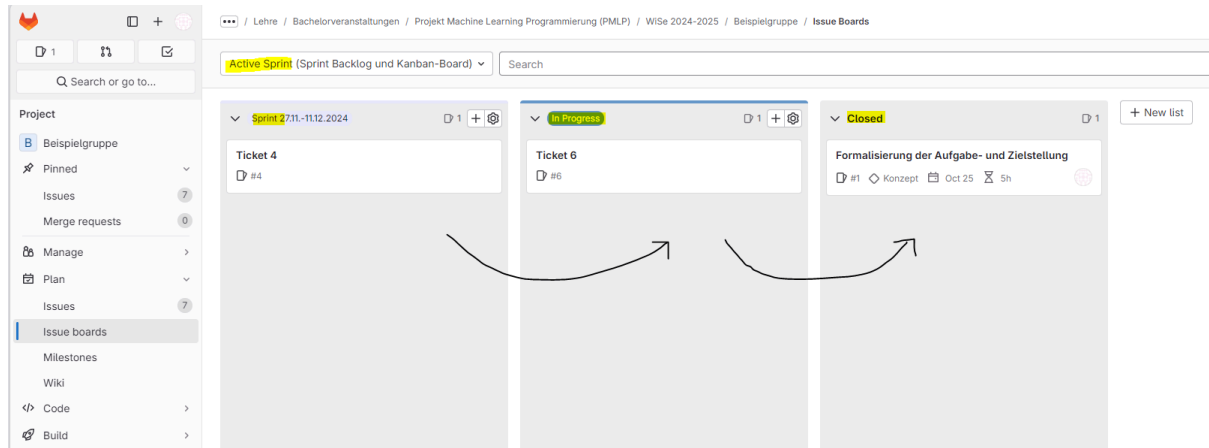 ••• / Lehre / Bachelorveranstaltungen / Projekt Machine Learning Programmierung (PMLP) / WiSe 2024-2025 / Beispielgruppe / Issue Boards
1
Search or go to...
Project
B Beispielgruppe
Pinned
Issues 7
Merge requests 0
Manage
Plan
Issues 7
Issue boards
Milestones
Wiki
Code
Build
Active Sprint (Sprint Backlog und Kanban-Board)
Search
Sprint 27.11.-11.12.2024 1
Ticket 4
#4
In Progress 1
Ticket 6
#6
Closed 1
Formalisierung der Aufgabe- und Zielstellung
#1 Konzept Oct 25 5h
+ New list